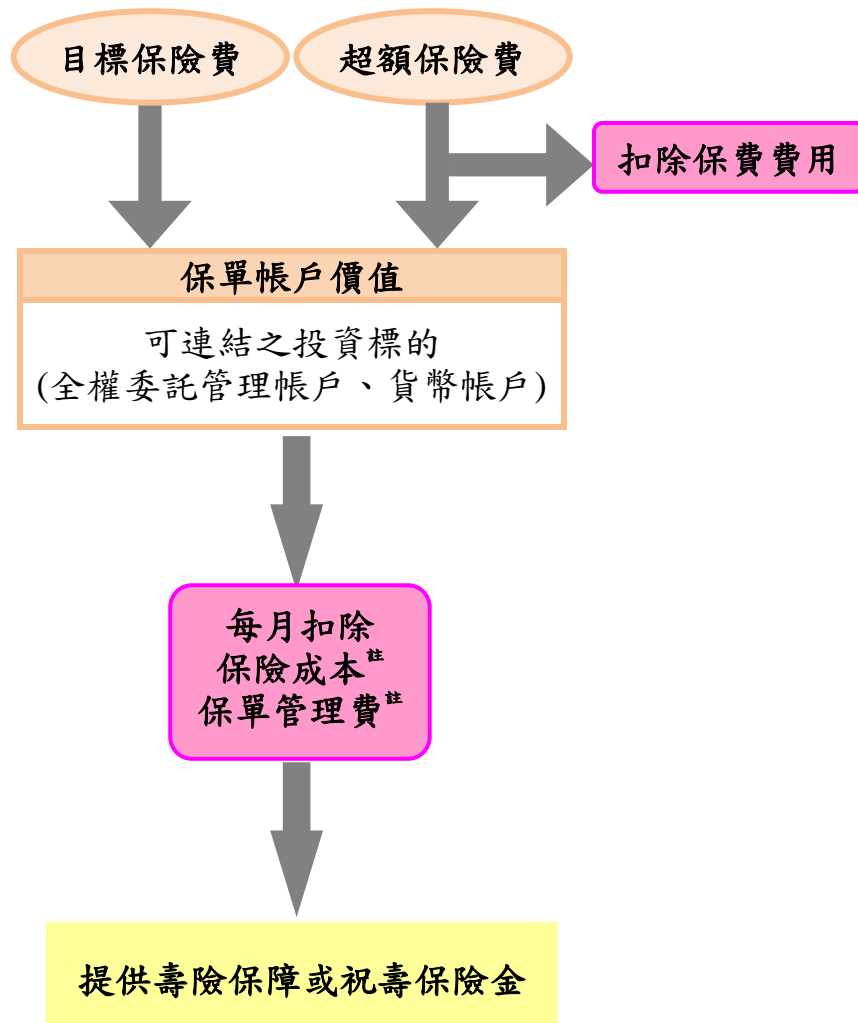 目標保險費
超額保險費
扣除保費費用
保單帳戶價值
可連結之投資標的
(全權委託管理帳戶、貨幣帳戶)
每月扣除
保險成本註
保單管理費註
提供壽險保障或祝壽保險金